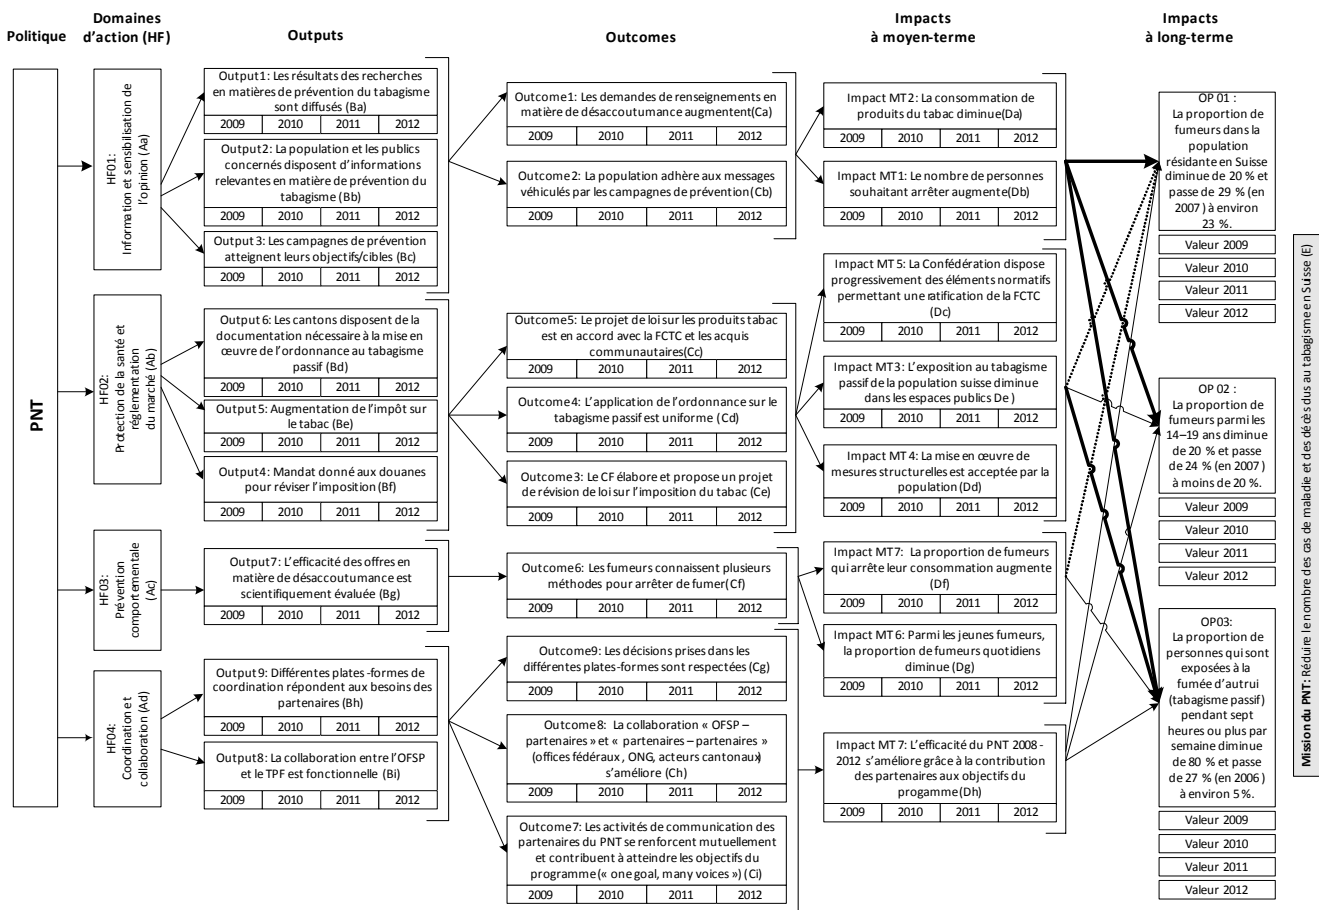 Politique
Domaines
d'action (HF)
Outputs
Outcomes
Impacts
à moyen-terme
Impacts
à long-terme
PNT
HF01:
Information et sensibilisation de
l'opinion (Aa)
HF02:
Protection de la santé et
réglementation
du marché (Ab)
HF03:
Prévention
comportementale
(Ac)
HF04:
Coordination et
collaboration (Ad)
Output1: Les résultats des recherches
en matières de prévention du tabagisme
sont diffusés (Ba)
2009 2010 2011 2012
Output2: La population et les publics
concernés disposent d'informations
relevantes en matière de prévention du
tabagisme (Bb)
2009 2010 2011 2012
Output 3: Les campagnes de prévention
atteignent leurs objectifs/cibles (Bc)
2009 2010 2011 2012
Output 6: Les cantons disposent de la
documentation nécessaire à la mise en
œuvre de l'ordonnance au tabagisme
passif (Bd)
2009 2010 2011 2012
Output 5: Augmentation de l'impôt sur
le tabac (Be)
2009 2010 2011 2012
Output4: Mandat donné aux douanes
pour réviser l'imposition (Bf)
2009 2010 2011 2012
Output7: L'efficacité des offres en
matière de désaccoutumance est
scientifiquement évaluée (Bg)
2009 2010 2011 2012
Output 9: Différentes plates-formes de
coordination répondent aux besoins des
partenaires (Bh)
2009 2010 2011 2012
Output8: La collaboration entre l'OFSP
et le TPF est fonctionnelle (Bi)
2009 2010 2011 2012
Outcome1: Les demandes de renseignements en
matière de désaccoutumance augmentent(Ca)
2009 2010 2011 2012
Outcome 2: La population adhère aux messages
véhiculés par les campagnes de prévention(Cb)
2009 2010 2011 2012
Outcome5: Le projet de loi sur les produits tabac
est en accord avec la FCTC et les acquis
communautaires(Cc)
2009 2010 2011 2012
Outcome 4: L'application de l'ordonnance sur le
tabagisme passif est uniforme (Cd)
2009 2010 2011 2012
Outcome 3: Le CF élabore et propose un projet
de révision de loi sur l'imposition du tabac (Ce)
2009 2010 2011 2012
Outcome6: Les fumeurs connaissent plusieurs
méthodes pour arrêter de fumer(Cf)
2009 2010 2011 2012
Outcome9: Les décisions prises dans les
différentes plates-formes sont respectées (Cg)
2009 2010 2011 2012
Outcome8: La collaboration « OFSP –
partenaires » et « partenaires – partenaires »
(offices fédéraux, ONG, acteurs cantonaux)
s'améliore (Ch)
2009 2010 2011 2012
Outcome7: Les activités de communication des
partenaires du PNT se renforcent mutuellement
et contribuent à atteindre les objectifs du
programme(« one goal, many voices ») (Ci)
2009 2010 2011 2012
Impact MT2: La consommation de
produits du tabac diminue(Da)
2009 2010 2011 2012
Impact MT1: Le nombre de personnes
souhaitant arrêter augmente(Db)
2009 2010 2011 2012
Impact MT 5: La Confédération dispose
progressivement des éléments normatifs
permettant une ratification de la FCTC
(Dc)
2009 2010 2011 2012
Impact MT3: L'exposition au tabagisme
passif de la population suisse diminue
dans les espaces publics De )
2009 2010 2011 2012
Impact MT 4: La mise en œuvre de
mesures structurelles est acceptée par la
population (Dd)
2009 2010 2011 2012
Impact MT7: La proportion de fumeurs
qui arrête leur consommation augmente
(Df)
2009 2010 2011 2012
Impact MT 6: Parmi les jeunes fumeurs,
la proportion de fumeurs quotidiens
diminue (Dg)
2009 2010 2011 2012
Impact MT 7: L'efficacité du PNT 2008 -
2012 s'améliore grâce à la contribution
des partenaires aux objectifs du
progamme(Dh)
2009 2010 2011 2012
OP 01 :
La proportion de
fumeurs dans la
population
résidante en Suisse
diminue de 20 % et
passe de 29 % (en
2007 ) à environ
23 %.
Valeur 2009
Valeur 2010
Valeur 2011
Valeur 2012
OP 02 :
La proportion de
fumeurs parmi les
14–19 ans diminue
de 20 % et passe
de 24 % (en 2007 )
à moins de 20 %.
Valeur 2009
Valeur 2010
Valeur 2011
Valeur 2012
OP03:
La proportion de
personnes qui sont
exposées à la
fumée d'autrui
(tabagisme passif)
pendant sept
heures ou plus par
semaine diminue
de 80 % et passe
de 27 % (en 2006 )
à environ 5 %.
Valeur 2009
Valeur 2010
Valeur 2011
Valeur 2012
Mission du PNT: Réduire le nombre des cas de maladie et des décès dus au tabagisme en Suisse (E)